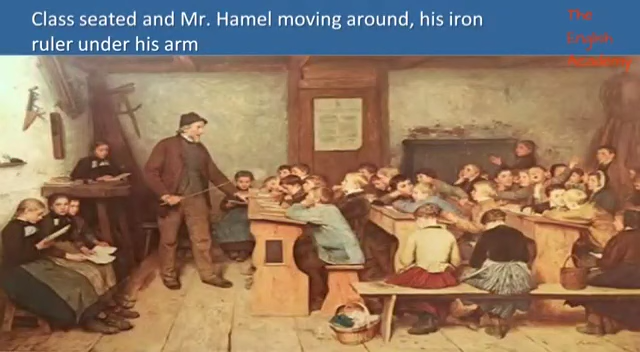 Class seated and Mr. Hamel moving around, his iron
ruler under his arm
The
English
Academy